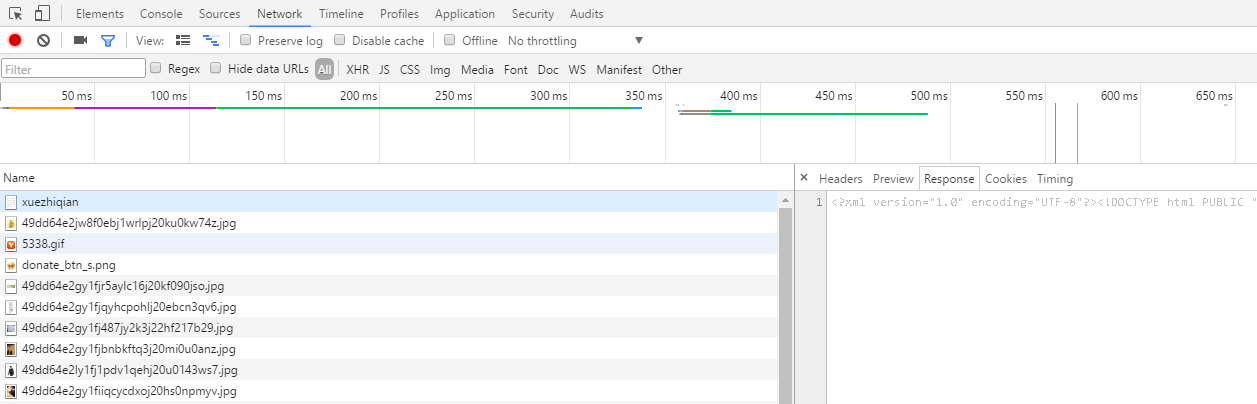 Elements Console Sources Network Timeline Profiles Application Security Audits
View: Preserve log Disable cache Offline No throttling
Filter Regex Hide data URLs All XHR JS CSS Img Media Font Doc WS Manifest Other
50 ms 100 ms 150 ms 200 ms 250 ms 300 ms 350 ms 400 ms 450 ms 500 ms 550 ms 600 ms 650 ms
Name × Headers Preview Response Cookies Timing
xuezhiqian 1 <?xml version="1.0" encoding="UTF-8"?><!DOCTYPE html PUBLIC "
49dd64e2jw8f0ebj1wrlpj20ku0kw74z.jpg
5338.gif
donate_btn_s.png
49dd64e2gy1fjr5aylc16j20kf090jso.jpg
49dd64e2gy1fjqyhcpohlj20ebcn3qv6.jpg
49dd64e2gy1fj487jy2k3j22hf217b29.jpg
49dd64e2gy1fjbnbkftq3j20mi0u0anz.jpg
49dd64e2ly1fj1pdv1qehj20u0143ws7.jpg
49dd64e2gy1fiiqcycdxoj20hs0npmyv.jpg